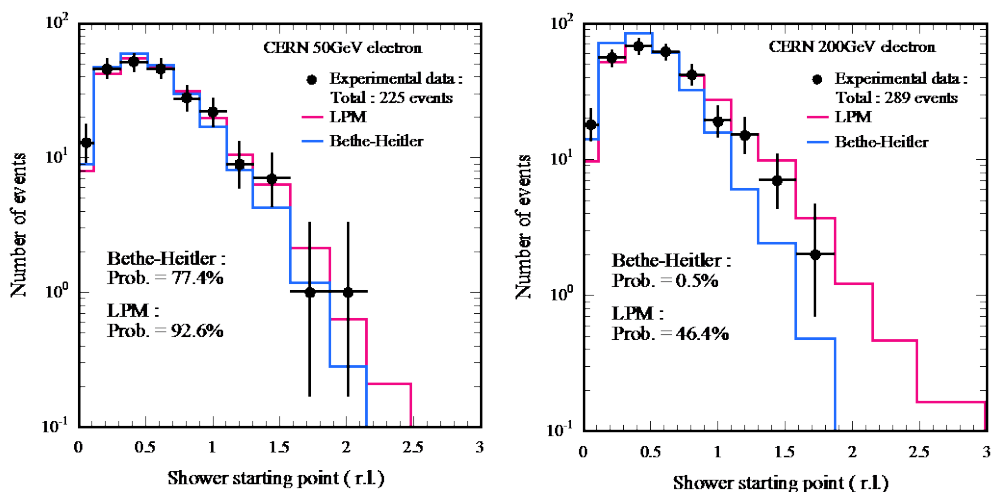 CERN 50GeV electron
Experimental data :
Total : 225 events
LPM
Bethe-Heitler
Bethe-Heitler :
Prob. = 77.4%
LPM :
Prob. = 92.6%
Number of events
10^2
10^1
10^0
10^-1
0 0.5 1 1.5 2 2.5 3
Shower starting point ( r.l.)
CERN 200GeV electron
Experimental data :
Total : 289 events
LPM
Bethe-Heitler
Bethe-Heitler :
Prob. = 0.5%
LPM :
Prob. = 46.4%
Number of events
10^2
10^1
10^0
10^-1
0 0.5 1 1.5 2 2.5 3
Shower starting point ( r.l.)